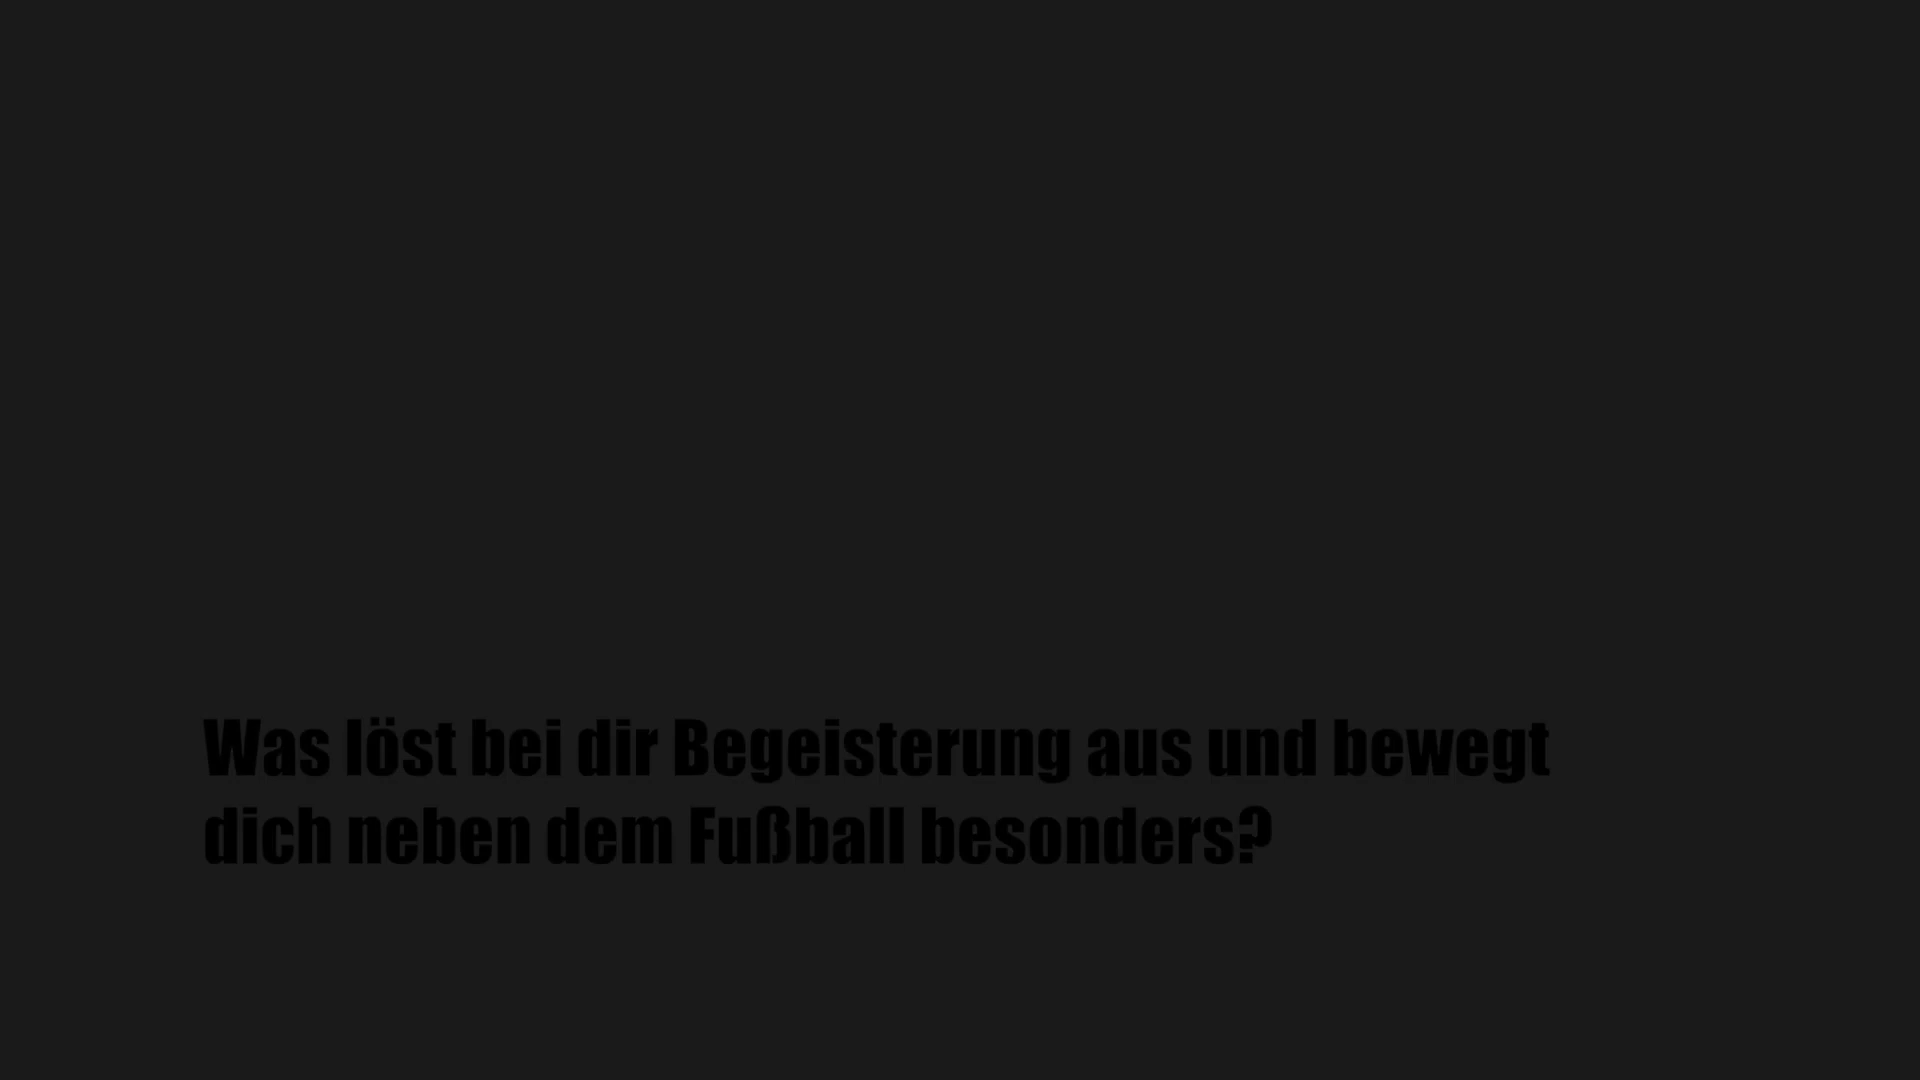 Was löst bei dir Begeisterung aus und bewegt
dich neben dem Fußball besonders?